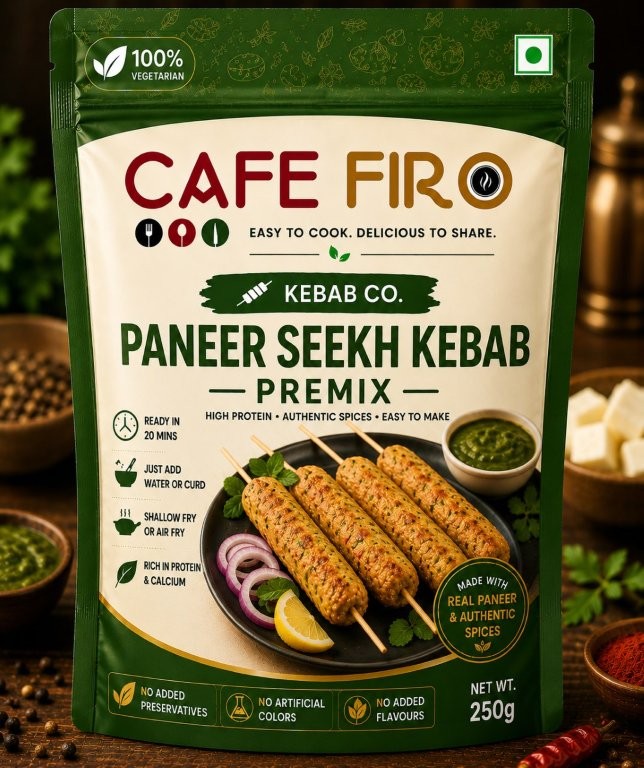 100%
VEGETARIAN
CAFE FIRO
EASY TO COOK. DELICIOUS TO SHARE.
KEBAB CO.
PANEER SEEKH KEBAB
PREMIX
HIGH PROTEIN • AUTHENTIC SPICES • EASY TO MAKE
READY IN
20 MINS
JUST ADD
WATER OR CURD
SHALLOW FRY
OR AIR FRY
RICH IN PROTEIN
& CALCIUM
MADE WITH
REAL PANEER
& AUTHENTIC
SPICES
NO ADDED
PRESERVATIVES
NO ARTIFICIAL
COLORS
NO ADDED
FLAVOURS
NET WT.
250g